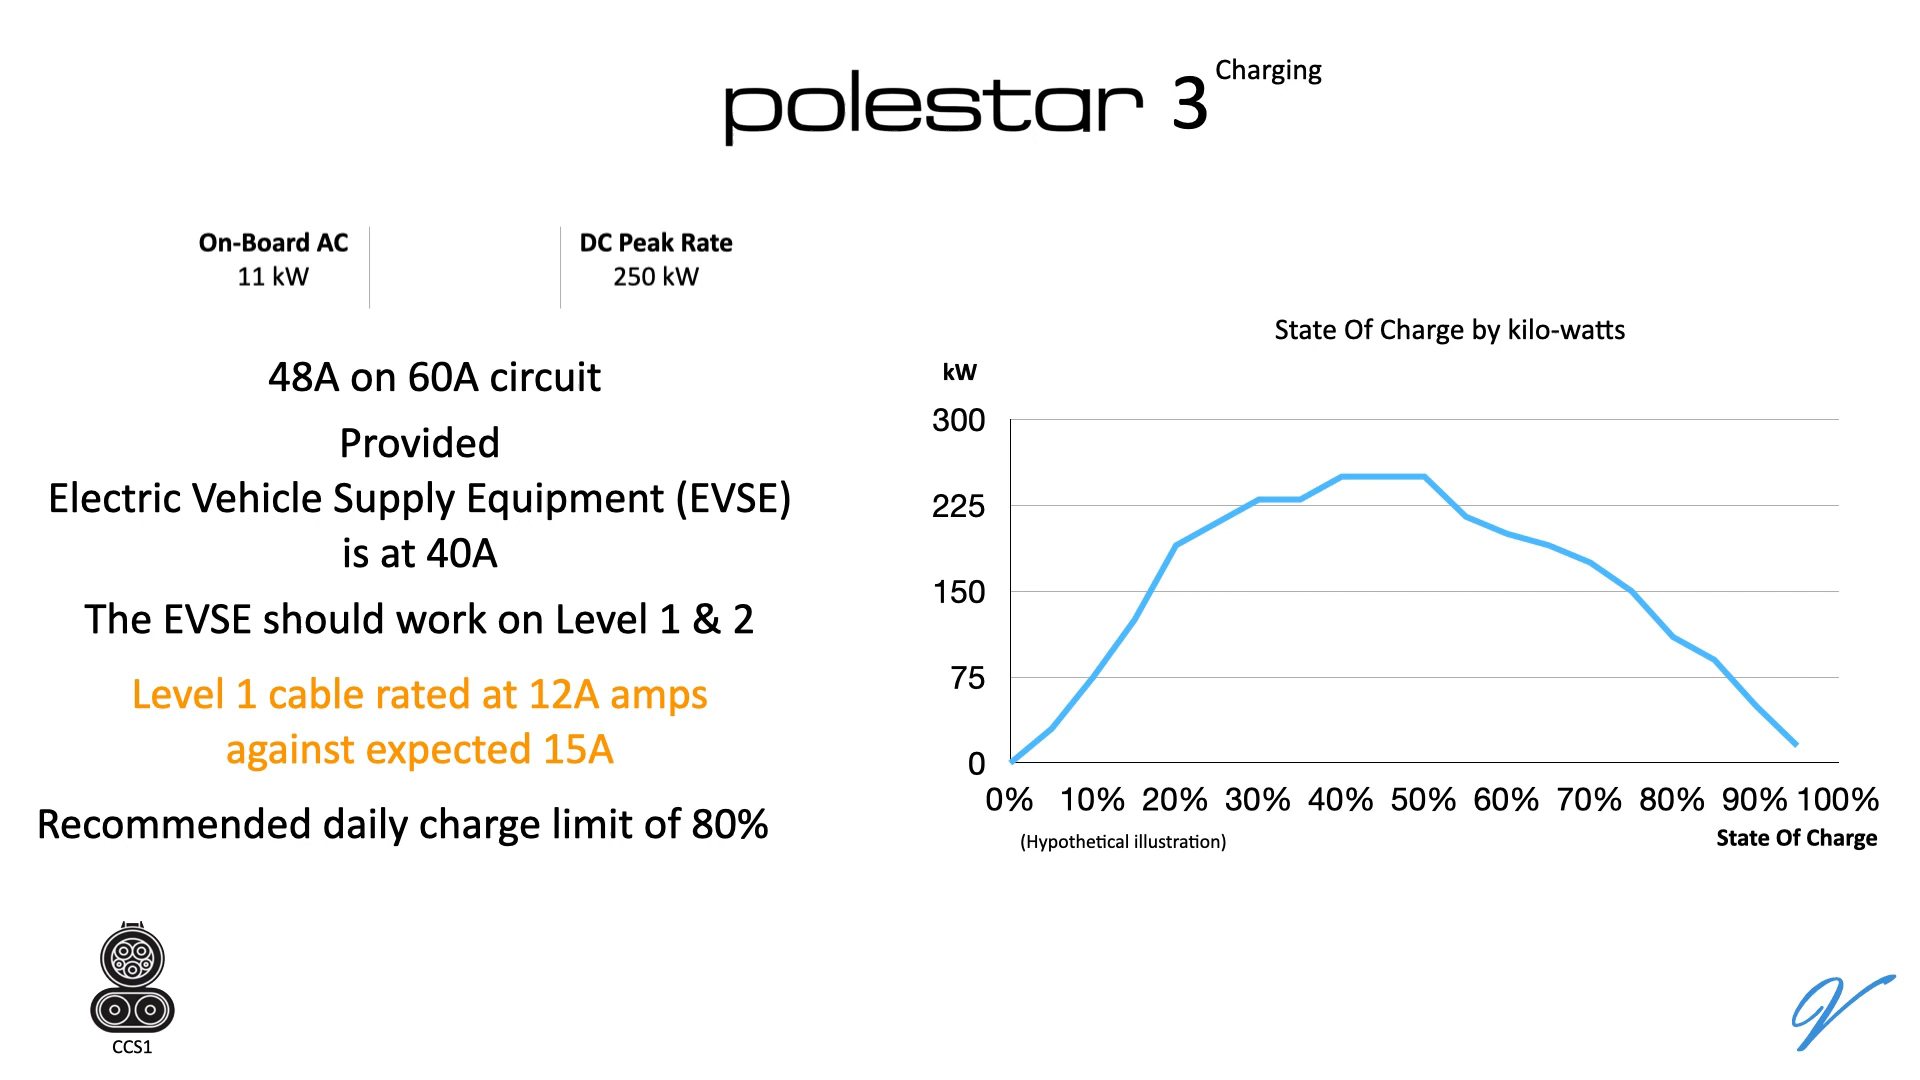 polestar 3 Charging
On-Board AC
11 kW
DC Peak Rate
250 kW
48A on 60A circuit
Provided
Electric Vehicle Supply Equipment (EVSE)
is at 40A
The EVSE should work on Level 1 & 2
Level 1 cable rated at 12A amps
against expected 15A
Recommended daily charge limit of 80%
CCS1
State Of Charge by kilo-watts
kW
300
225
150
75
0
0% 10% 20% 30% 40% 50% 60% 70% 80% 90% 100%
(Hypothetical illustration)
State Of Charge